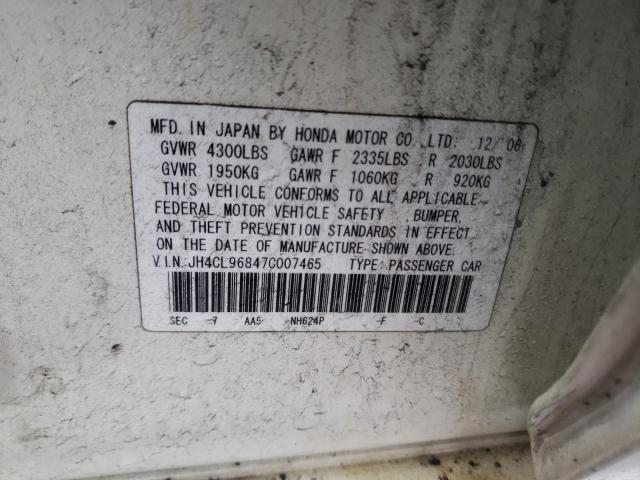 MFD. IN JAPAN BY HONDA MOTOR CO., LTD. 12/06
GVWR 4300LBS GAWR F 2335LBS R 2030LBS
GVWR 1950KG GAWR F 1060KG R 920KG
THIS VEHICLE CONFORMS TO ALL APPLICABLE
FEDERAL MOTOR VEHICLE SAFETY , BUMPER,
AND THEFT PREVENTION STANDARDS IN EFFECT
ON THE DATE OF MANUFACTURE SHOWN ABOVE.
V.I.N.: JH4CL96847C007465 TYPE: PASSENGER CAR
SEC -7 AA5- -NH624P -F -C